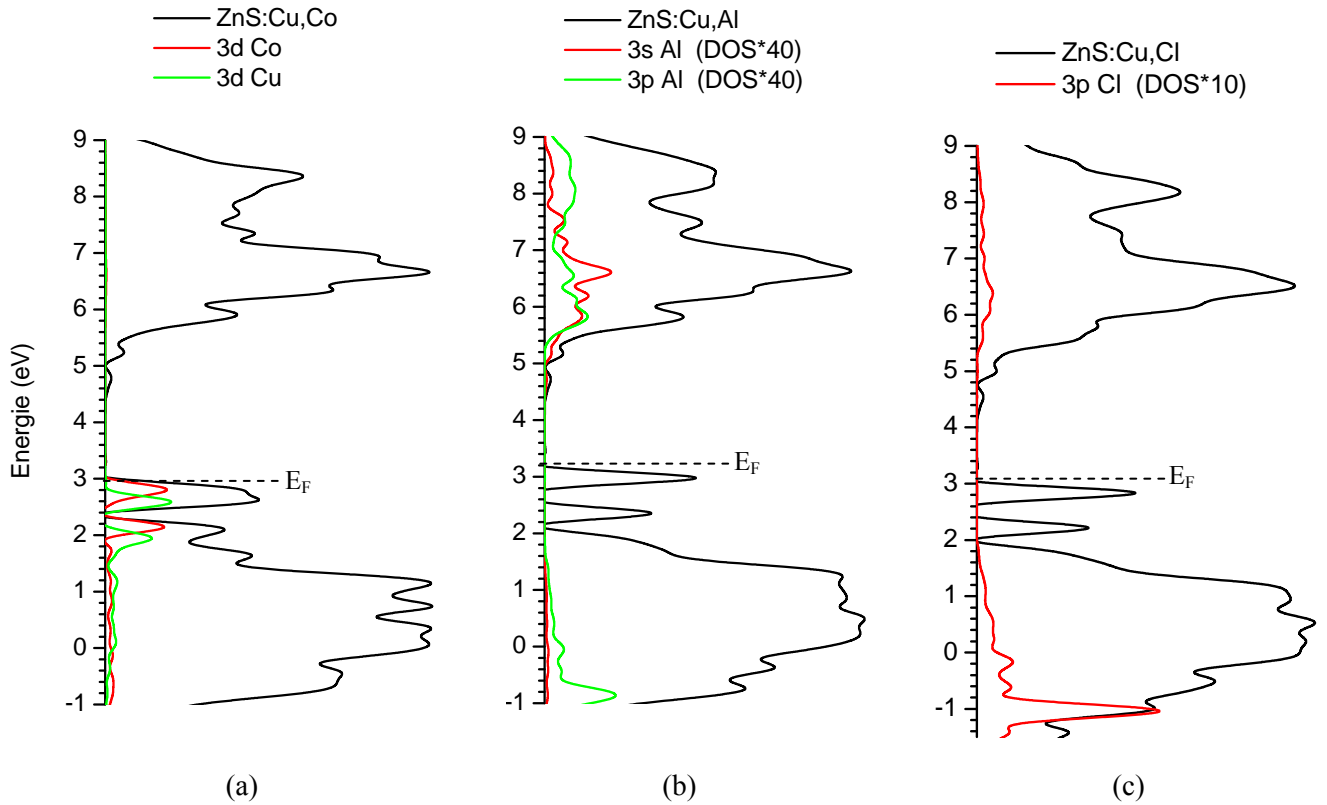 ZnS:Cu,Co
3d Co
3d Cu
ZnS:Cu,Al
3s Al (DOS*40)
3p Al (DOS*40)
ZnS:Cu,Cl
3p Cl (DOS*10)
Energie (eV)
9
8
7
6
5
4
3
2
1
0
-1
E_F
9
8
7
6
5
4
3
2
1
0
-1
E_F
9
8
7
6
5
4
3
2
1
0
-1
E_F
(a)
(b)
(c)